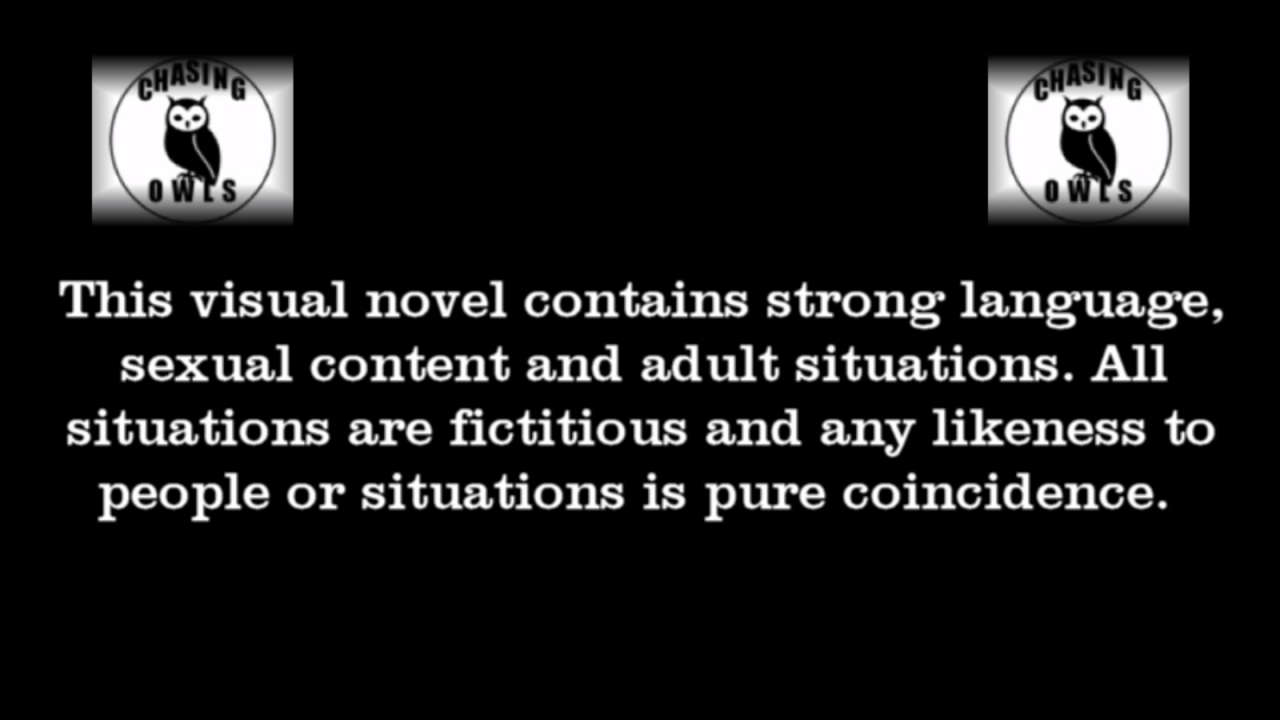 CHASING
OWLS
CHASING
OWLS
This visual novel contains strong language,
sexual content and adult situations. All
situations are fictitious and any likeness to
people or situations is pure coincidence.